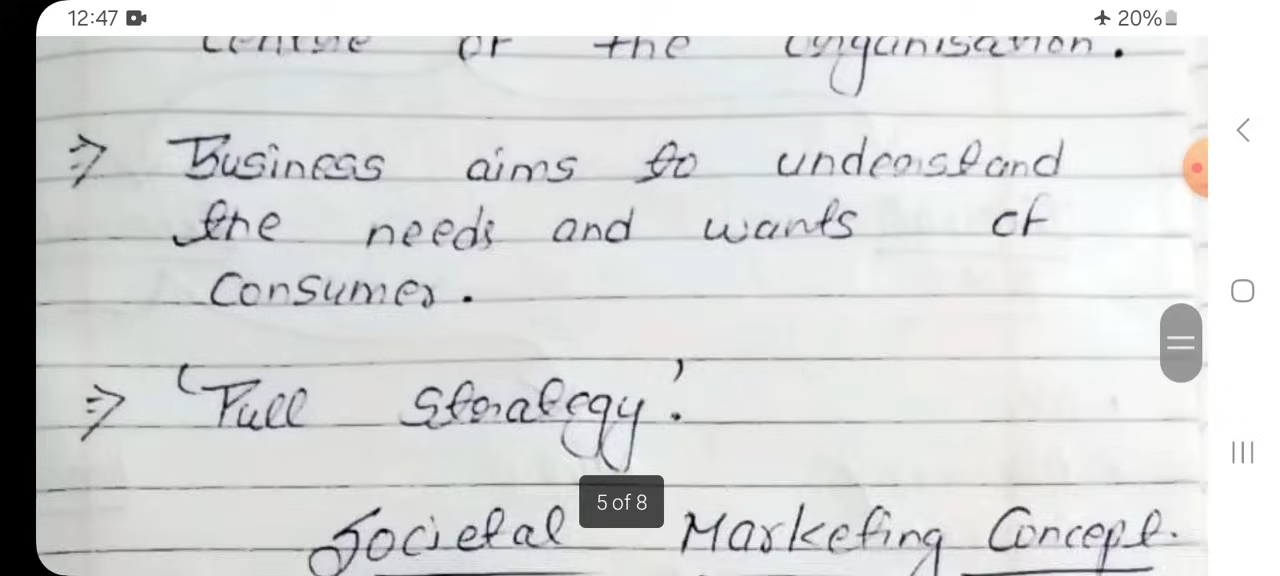 12:47
20%
centre of the organisation.
⇒ Business aims to understand
the needs and wants of
Consumer.
⇒ 'Pull Strategy'.
5 of 8
Societal Marketing Concept.